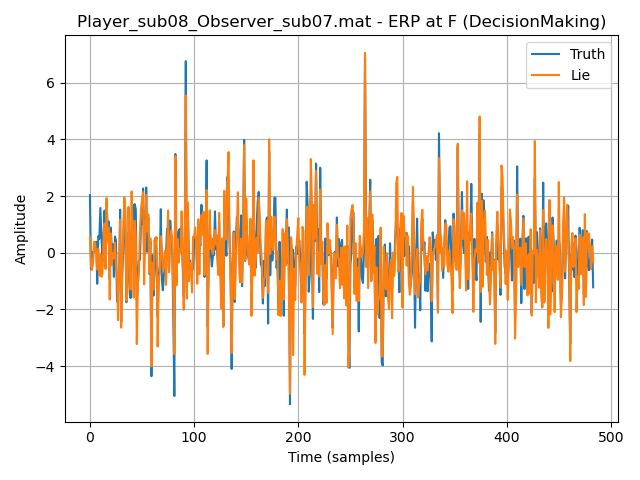 Player_sub08_Observer_sub07.mat - ERP at F (DecisionMaking)
Truth
Lie
6
4
2
0
−2
−4
Amplitude
0 100 200 300 400 500
Time (samples)